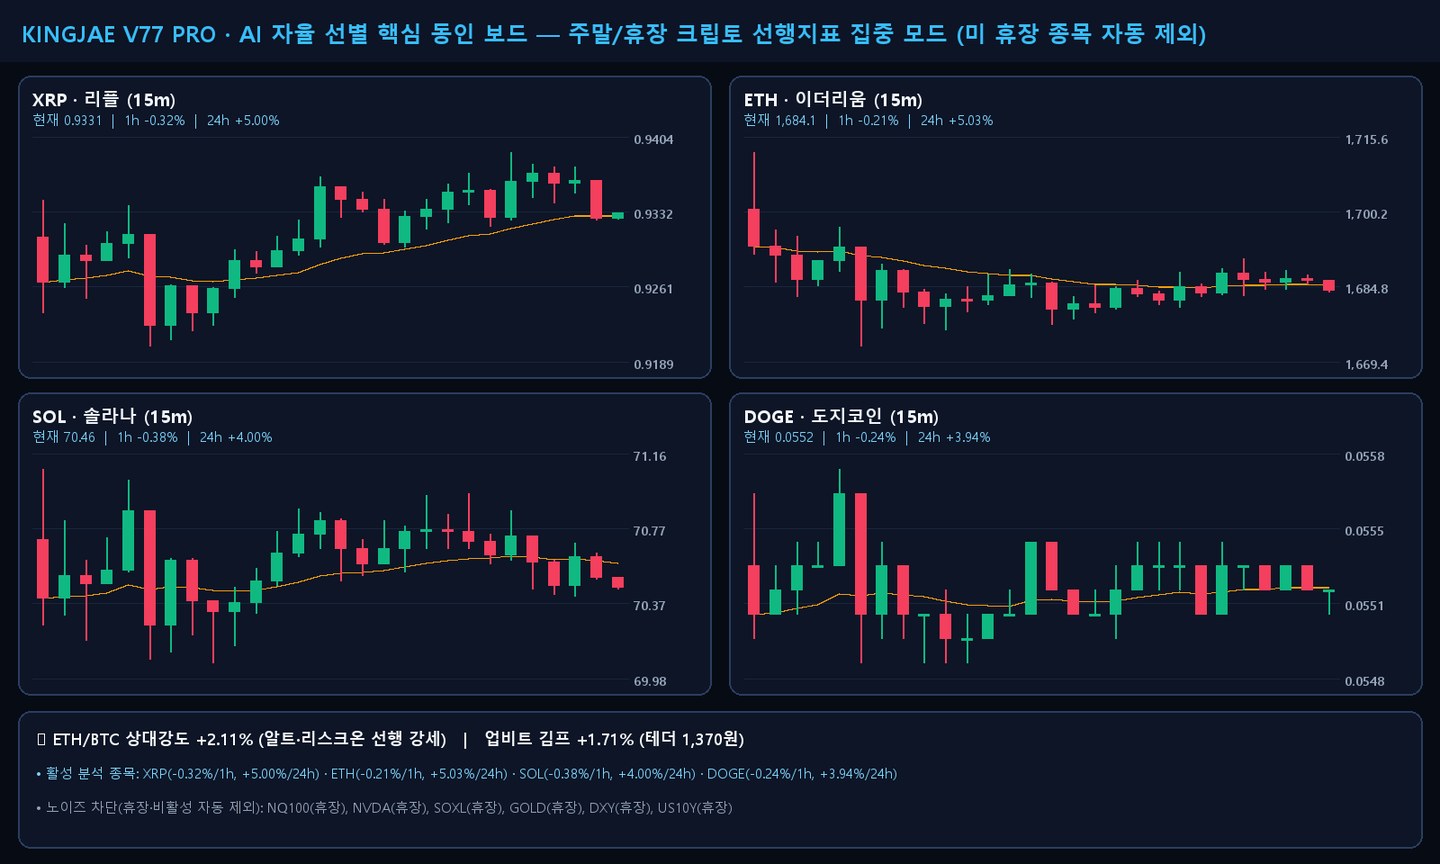 KINGJAE V77 PRO · AI 자율 선별 핵심 동인 보드 — 주말/휴장 크립토 선행지표 집중 모드 (미 휴장 종목 자동 제외)
XRP · 리플 (15m)
현재 0.9331 | 1h -0.32% | 24h +5.00%
0.9404
0.9332
0.9261
0.9189
ETH · 이더리움 (15m)
현재 1,684.1 | 1h -0.21% | 24h +5.03%
1,715.6
1,700.2
1,684.8
1,669.4
SOL · 솔라나 (15m)
현재 70.46 | 1h -0.38% | 24h +4.00%
71.16
70.77
70.37
69.98
DOGE · 도지코인 (15m)
현재 0.0552 | 1h -0.24% | 24h +3.94%
0.0558
0.0555
0.0551
0.0548
ETH/BTC 상대강도 +2.11% (알트·리스크온 선행 강세) | 업비트 김프 +1.71% (테더 1,370원)
• 활성 분석 종목: XRP(-0.32%/1h, +5.00%/24h) · ETH(-0.21%/1h, +5.03%/24h) · SOL(-0.38%/1h, +4.00%/24h) · DOGE(-0.24%/1h, +3.94%/24h)
• 노이즈 차단(휴장·비활성 자동 제외): NQ100(휴장), NVDA(휴장), SOXL(휴장), GOLD(휴장), DXY(휴장), US10Y(휴장)